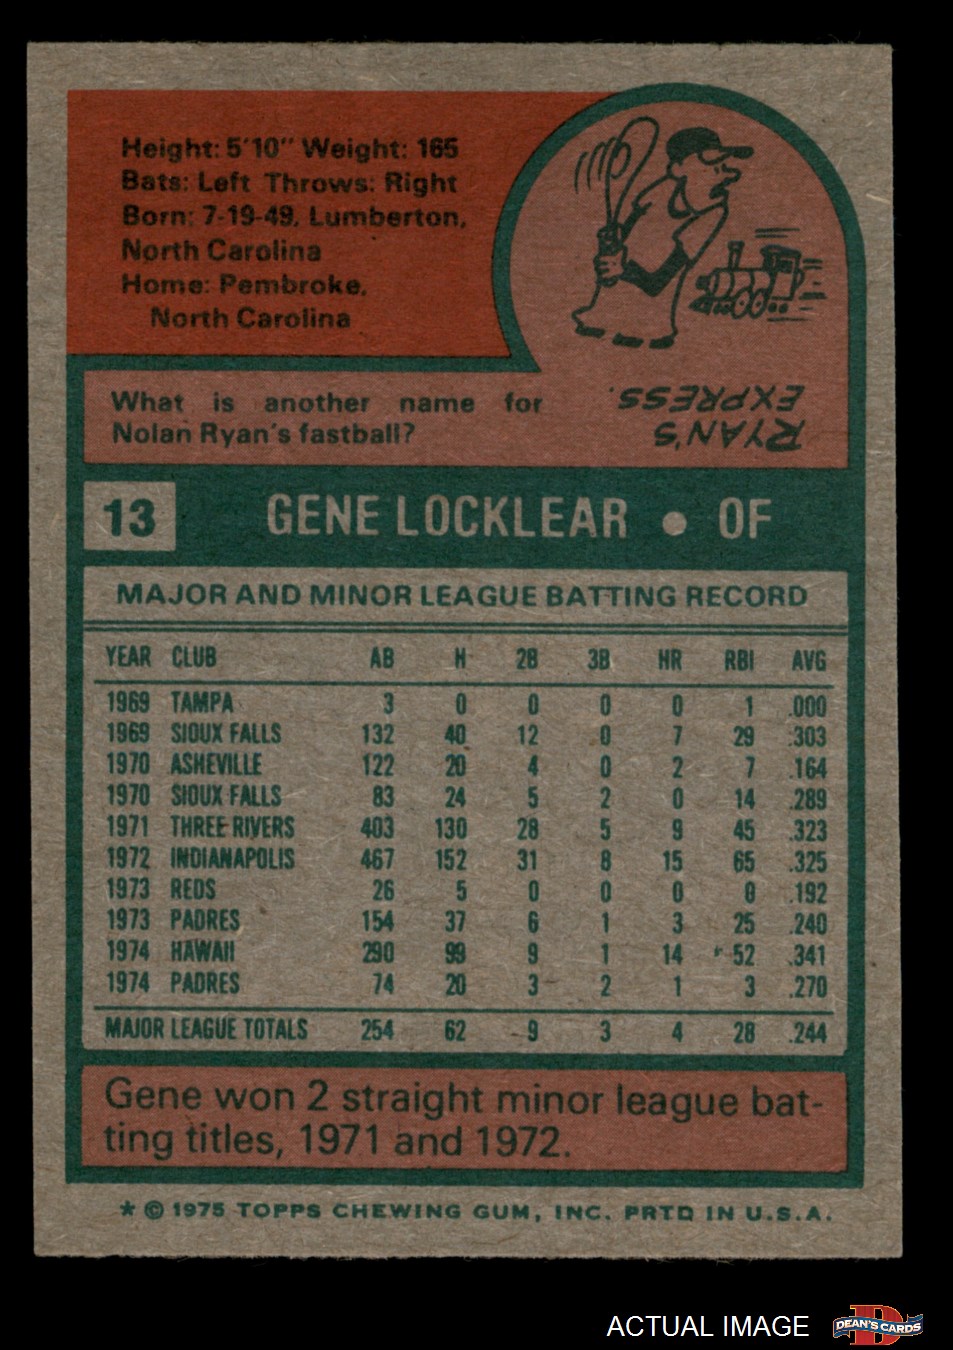 Height: 5'10" Weight: 165
Bats: Left Throws: Right
Born: 7-19-49, Lumberton,
North Carolina
Home: Pembroke,
North Carolina
What is another name for
Nolan Ryan's fastball?
RYAN'S
EXPRESS.
13 GENE LOCKLEAR • OF
MAJOR AND MINOR LEAGUE BATTING RECORD
YEAR CLUB AB H 2B 3B HR RBI AVG
1969 TAMPA 3 0 0 0 0 1 .000
1969 SIOUX FALLS 132 40 12 0 7 29 .303
1970 ASHEVILLE 122 20 4 0 2 7 .164
1970 SIOUX FALLS 83 24 5 2 0 14 .289
1971 THREE RIVERS 403 130 28 5 9 45 .323
1972 INDIANAPOLIS 467 152 31 8 15 65 .325
1973 REDS 26 5 0 0 0 0 .192
1973 PADRES 154 37 6 1 3 25 .240
1974 HAWAII 290 99 9 1 14 52 .341
1974 PADRES 74 20 3 2 1 3 .270
MAJOR LEAGUE TOTALS 254 62 9 3 4 28 .244
Gene won 2 straight minor league bat-
ting titles, 1971 and 1972.
* © 1975 TOPPS CHEWING GUM, INC. PRTD IN U.S.A.
ACTUAL IMAGE
D
DEAN'S CARDS